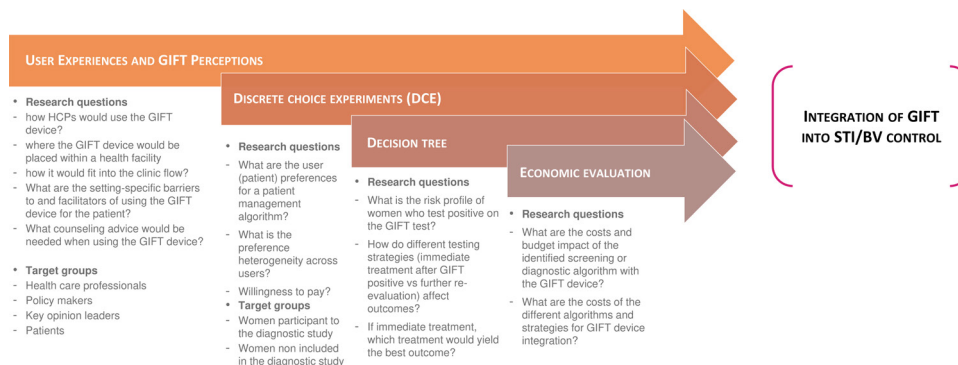 USER EXPERIENCES AND GIFT PERCEPTIONS
• Research questions
- how HCPs would use the GIFT
device?
- where the GIFT device would be
placed within a health facility
- how it would fit into the clinic flow?
- What are the setting-specific barriers
to and facilitators of using the GIFT
device for the patient?
- What counseling advice would be
needed when using the GIFT device?
• Target groups
- Health care professionals
- Policy makers
- Key opinion leaders
- Patients
DISCRETE CHOICE EXPERIMENTS (DCE)
• Research questions
- What are the user
(patient) preferences
for a patient
management
algorithm?
- What is the
preference
heterogeneity across
users?
- Willingness to pay?
• Target groups
- Women participant to
the diagnostic study
- Women non included
in the diagnostic study
DECISION TREE
• Research questions
- What is the risk profile of
women who test positive on
the GIFT test?
- How do different testing
strategies (immediate
treatment after GIFT
positive vs further re-
evaluation) affect
outcomes?
- If immediate treatment,
which treatment would yield
the best outcome?
ECONOMIC EVALUATION
• Research questions
- What are the costs and
budget impact of the
identified screening or
diagnostic algorithm with
the GIFT device?
- What are the costs of the
different algorithms and
strategies for GIFT device
integration?
INTEGRATION OF GIFT
INTO STI/BV CONTROL